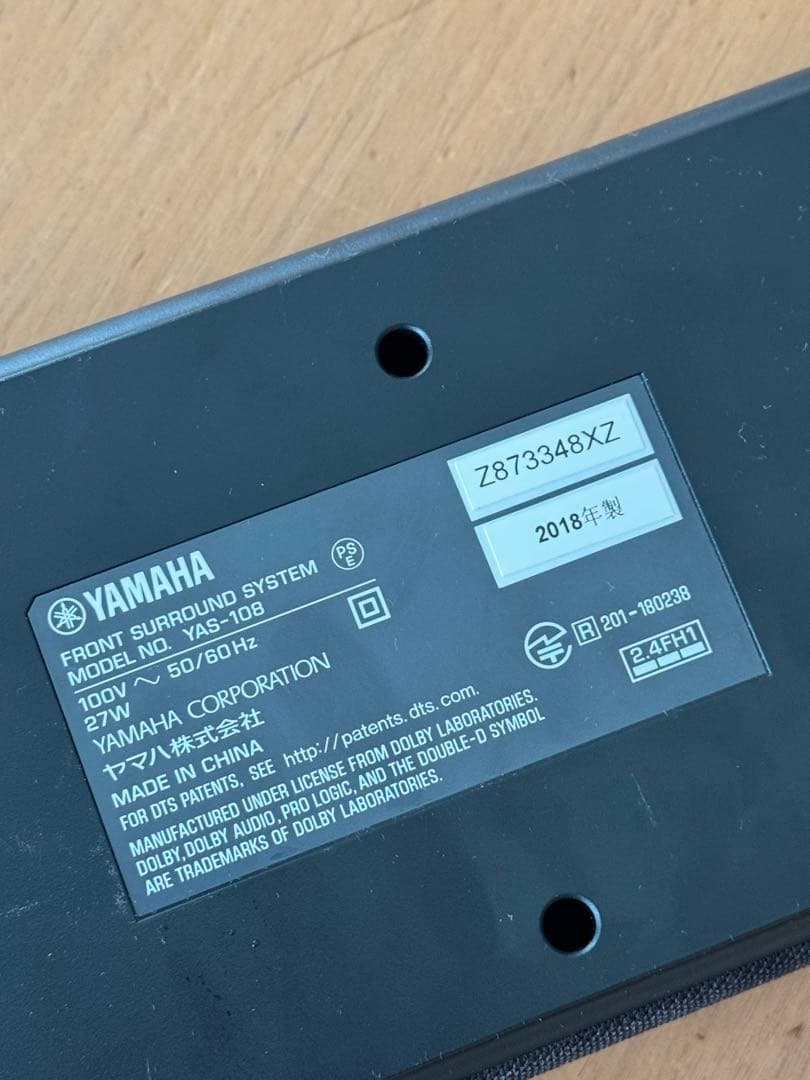 Z873348XZ
2018年製
YAMAHA
PS
E
FRONT SURROUND SYSTEM
MODEL NO. YAS-108
100V ~ 50/60Hz
27W
R 201-180238
2.4FH1
YAMAHA CORPORATION
ヤマハ株式会社
MADE IN CHINA
FOR DTS PATENTS, SEE http://patents.dts.com.
MANUFACTURED UNDER LICENSE FROM DOLBY LABORATORIES.
DOLBY, DOLBY AUDIO, PRO LOGIC, AND THE DOUBLE-D SYMBOL
ARE TRADEMARKS OF DOLBY LABORATORIES.